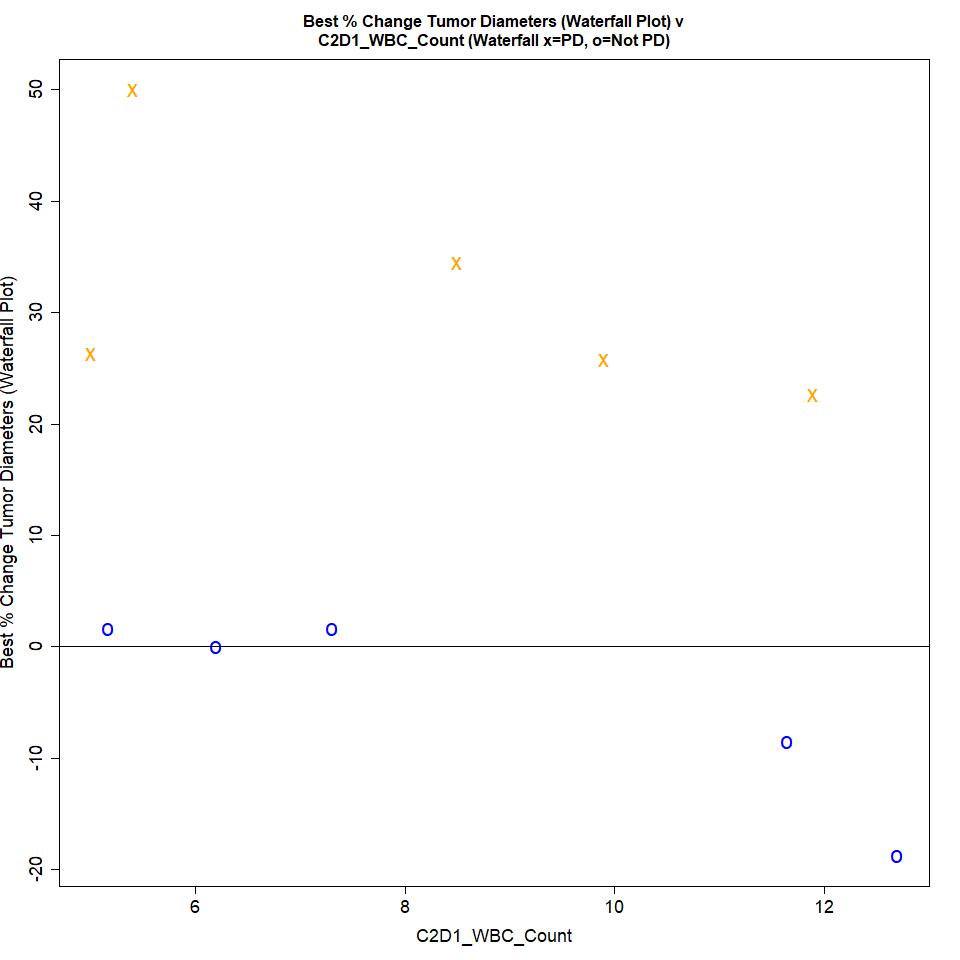 Best % Change Tumor Diameters (Waterfall Plot) v
C2D1_WBC_Count (Waterfall x=PD, o=Not PD)
Best % Change Tumor Diameters (Waterfall Plot)
50
40
30
20
10
0
-10
-20
X
X
X
X
X
O
O
O
O
O
6 8 10 12
C2D1_WBC_Count